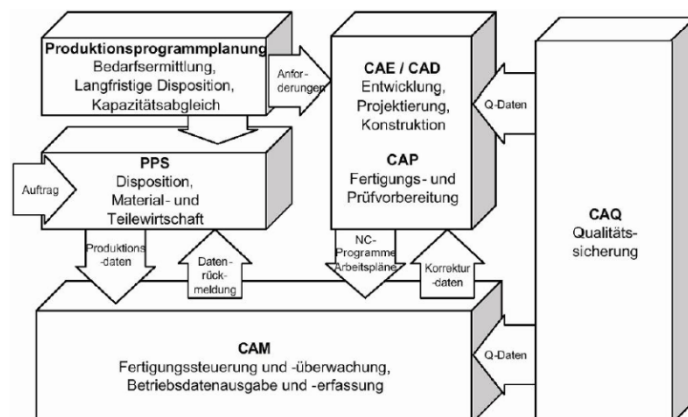 Produktionsprogrammplanung
Bedarfsermittlung,
Langfristige Disposition,
Kapazitätsabgleich
Anfor-
derungen
CAE / CAD
Entwicklung,
Projektierung,
Konstruktion
CAP
Fertigungs- und
Prüfvorbereitung
Q-Daten
CAQ
Qualitäts-
sicherung
Auftrag
PPS
Disposition,
Material- und
Teilewirtschaft
Produktions
-daten
Daten-
rück-
meldung
NC-
Programme
Arbeitspläne
Korrektur
-daten
CAM
Fertigungssteuerung und -überwachung,
Betriebsdatenausgabe und -erfassung
Q-Daten